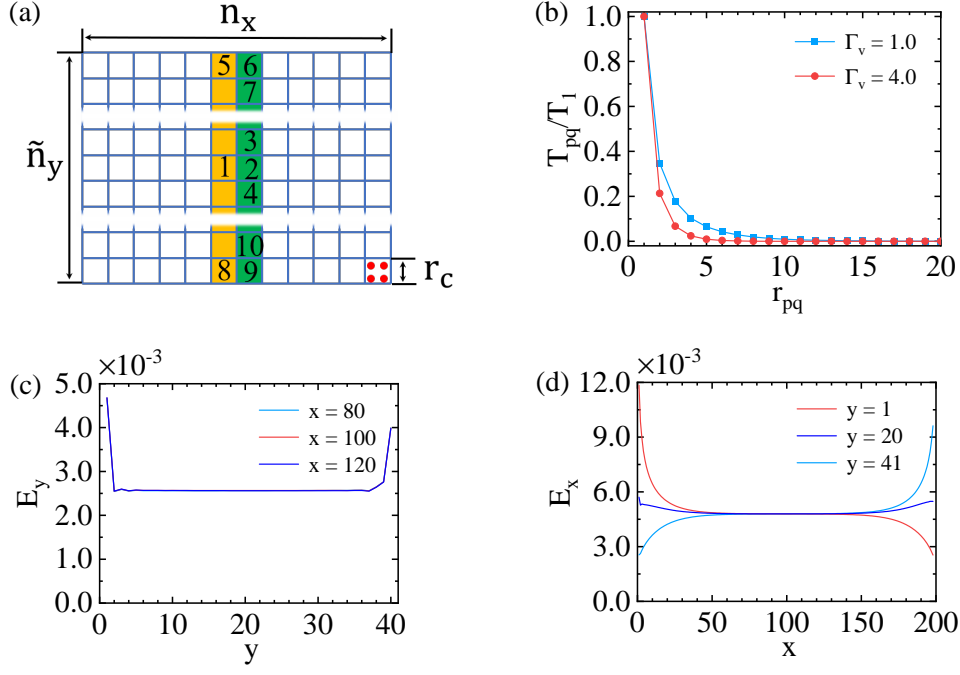 (a)
n_x
ñ_y
r_c
5 6
7
3
1 2
4
10
8 9
(b)
T_pq/T_1
1.0
0.8
0.6
0.4
0.2
0.0
Γ_v = 1.0
Γ_v = 4.0
0 5 10 15 20
r_pq
(c)
×10^-3
E_y
5.0
4.0
3.0
2.0
1.0
0.0
x = 80
x = 100
x = 120
0 10 20 30 40
y
(d)
×10^-3
E_x
12.0
9.0
6.0
3.0
0.0
y = 1
y = 20
y = 41
0 50 100 150 200
x